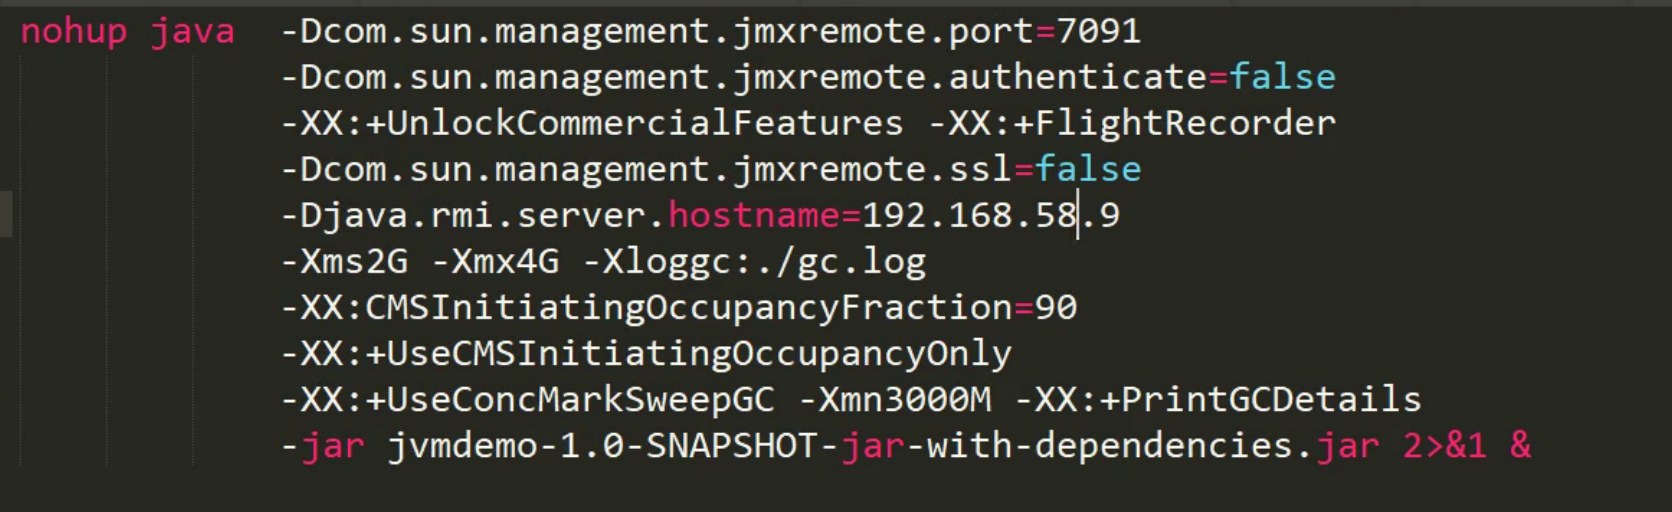 nohup java -Dcom.sun.management.jmxremote.port=7091
-Dcom.sun.management.jmxremote.authenticate=false
-XX:+UnlockCommercialFeatures -XX:+FlightRecorder
-Dcom.sun.management.jmxremote.ssl=false
-Djava.rmi.server.hostname=192.168.58.9
-Xms2G -Xmx4G -Xloggc:./gc.log
-XX:CMSInitiatingOccupancyFraction=90
-XX:+UseCMSInitiatingOccupancyOnly
-XX:+UseConcMarkSweepGC -Xmn3000M -XX:+PrintGCDetails
-jar jvmdemo-1.0-SNAPSHOT-jar-with-dependencies.jar 2>&1 &